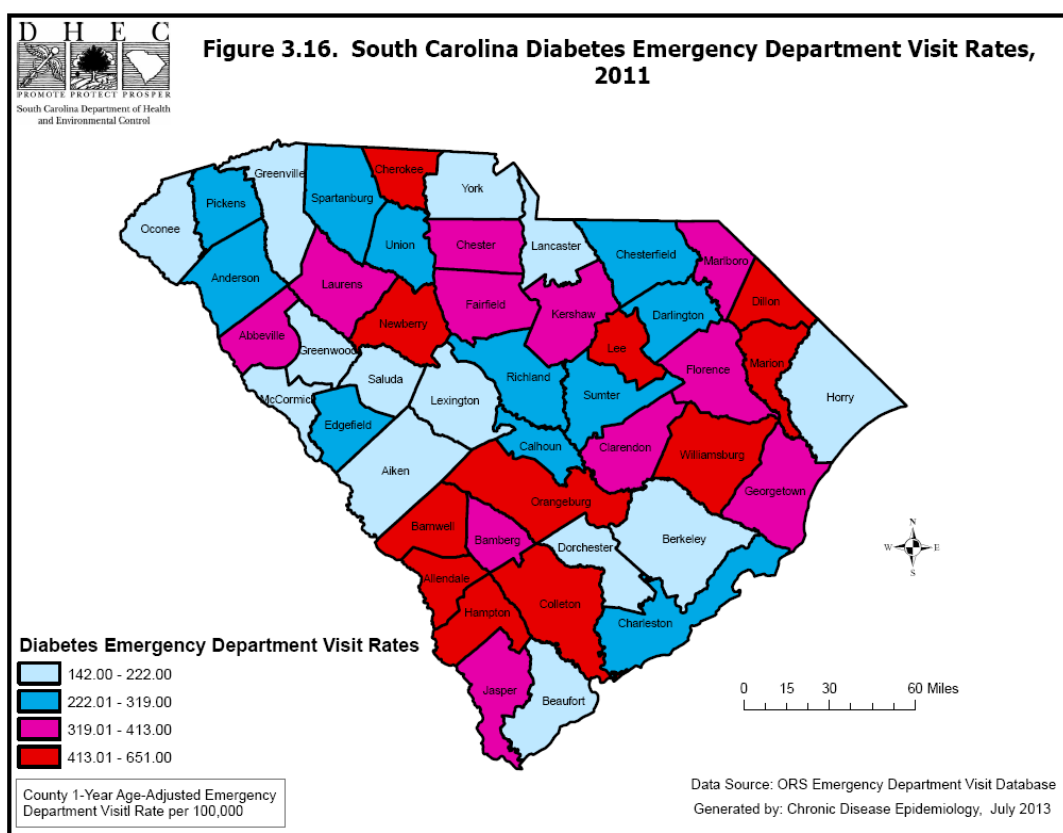 D H E C
PROMOTE PROTECT PROSPER
South Carolina Department of Health
and Environmental Control
Figure 3.16. South Carolina Diabetes Emergency Department Visit Rates,
2011
Cherokee
Greenville
York
Spartanburg
Pickens
Oconee
Union
Chester
Lancaster
Chesterfield
Marlboro
Anderson
Laurens
Fairfield
Kershaw
Darlington
Dillon
Newberry
Abbeville
Greenwood
Lee
Marion
Florence
Saluda
Richland
Sumter
Horry
McCormick
Lexington
Edgefield
Calhoun
Clarendon
Williamsburg
Aiken
Georgetown
Orangeburg
Barnwell
Bamberg
Dorchester
Berkeley
Allendale
Hampton
Colleton
Charleston
Jasper
Beaufort
N
W E
S
Diabetes Emergency Department Visit Rates
142.00 - 222.00
222.01 - 319.00
319.01 - 413.00
413.01 - 651.00
0 15 30 60 Miles
County 1-Year Age-Adjusted Emergency
Department Visitl Rate per 100,000
Data Source: ORS Emergency Department Visit Database
Generated by: Chronic Disease Epidemiology, July 2013